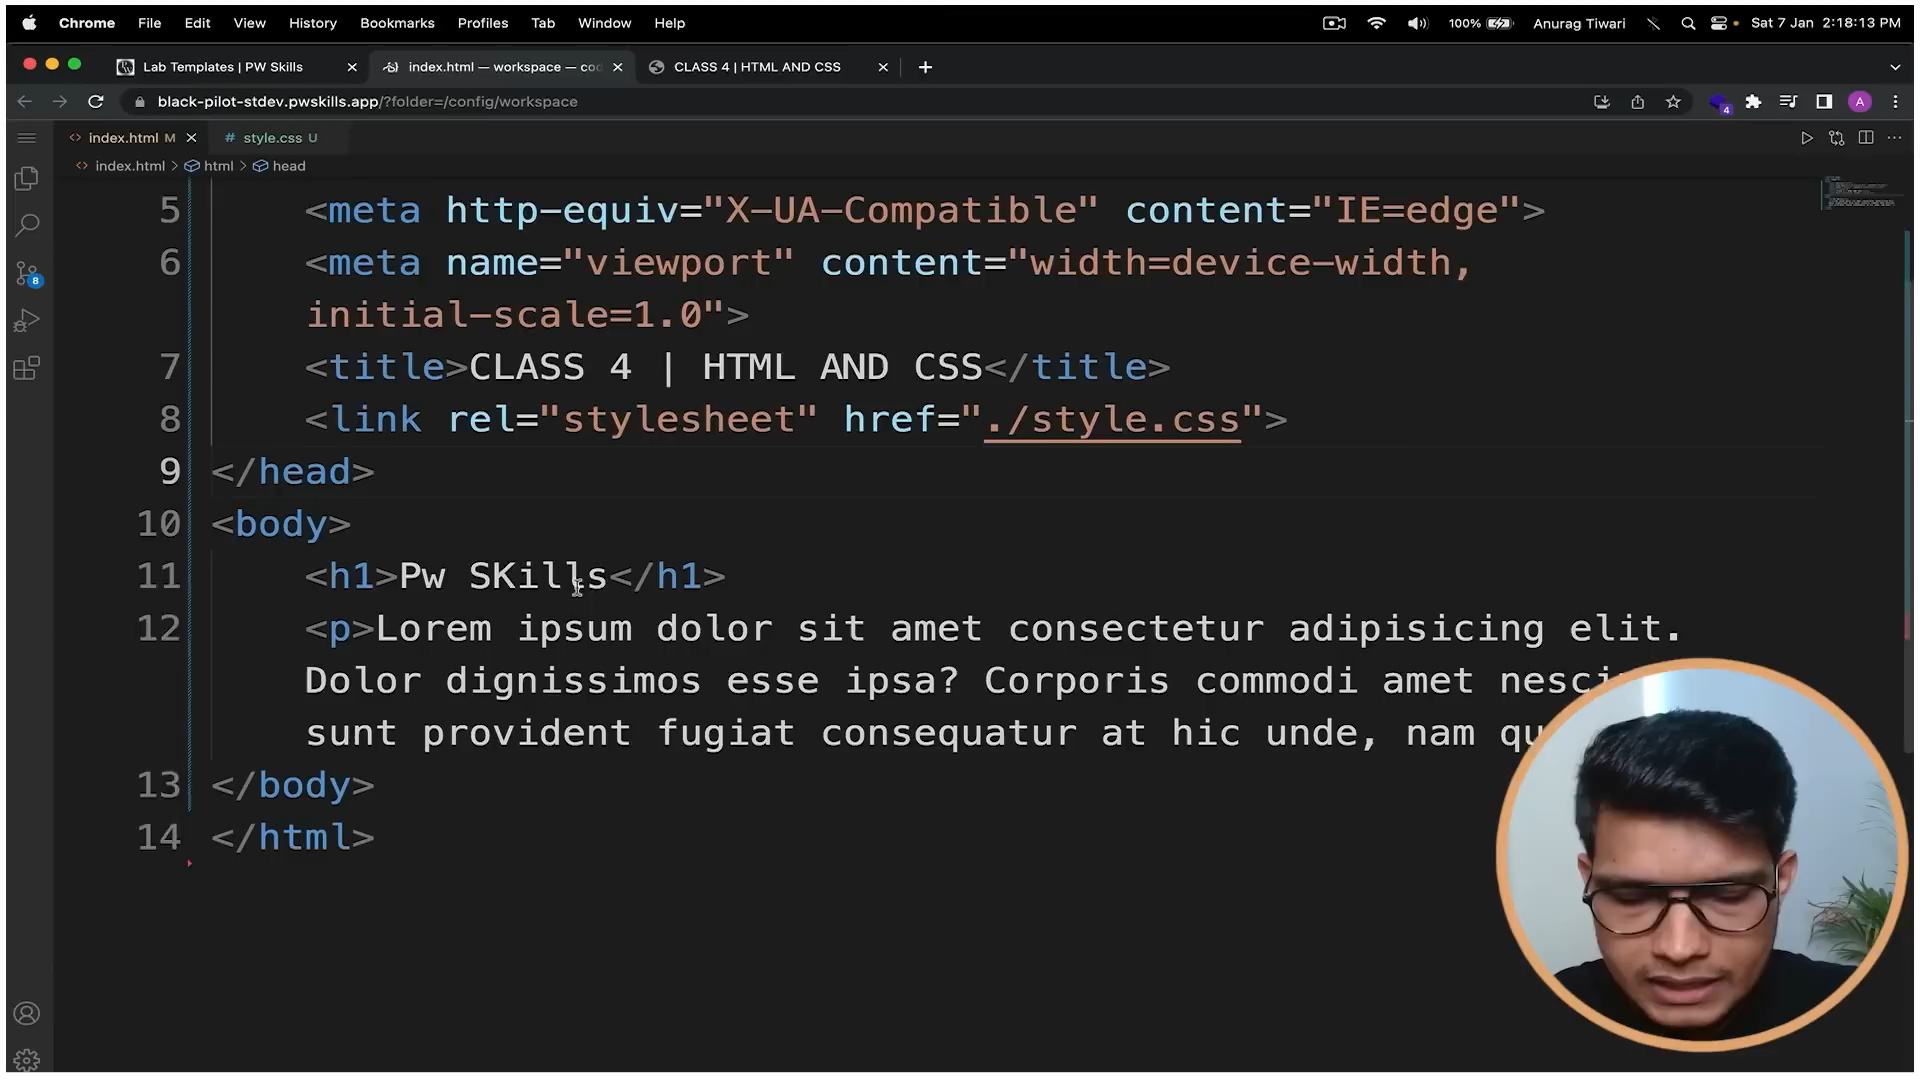 Chrome File Edit View History Bookmarks Profiles Tab Window Help 100% Anurag Tiwari Sat 7 Jan 2:18:13 PM
Lab Templates | PW Skills index.html — workspace — co CLASS 4 | HTML AND CSS
black-pilot-stdev.pwskills.app/?folder=/config/workspace 4 A
index.html M # style.css U
index.html > html > head
5 <meta http-equiv="X-UA-Compatible" content="IE=edge">
6 <meta name="viewport" content="width=device-width,
initial-scale=1.0">
7 <title>CLASS 4 | HTML AND CSS</title>
8 <link rel="stylesheet" href="./style.css">
9 </head>
10 <body>
11 <h1>Pw SKills</h1>
12 <p>Lorem ipsum dolor sit amet consectetur adipisicing elit.
Dolor dignissimos esse ipsa? Corporis commodi amet
sunt provident fugiat consequatur at hic unde, nam
13 </body>
14 </html>
8